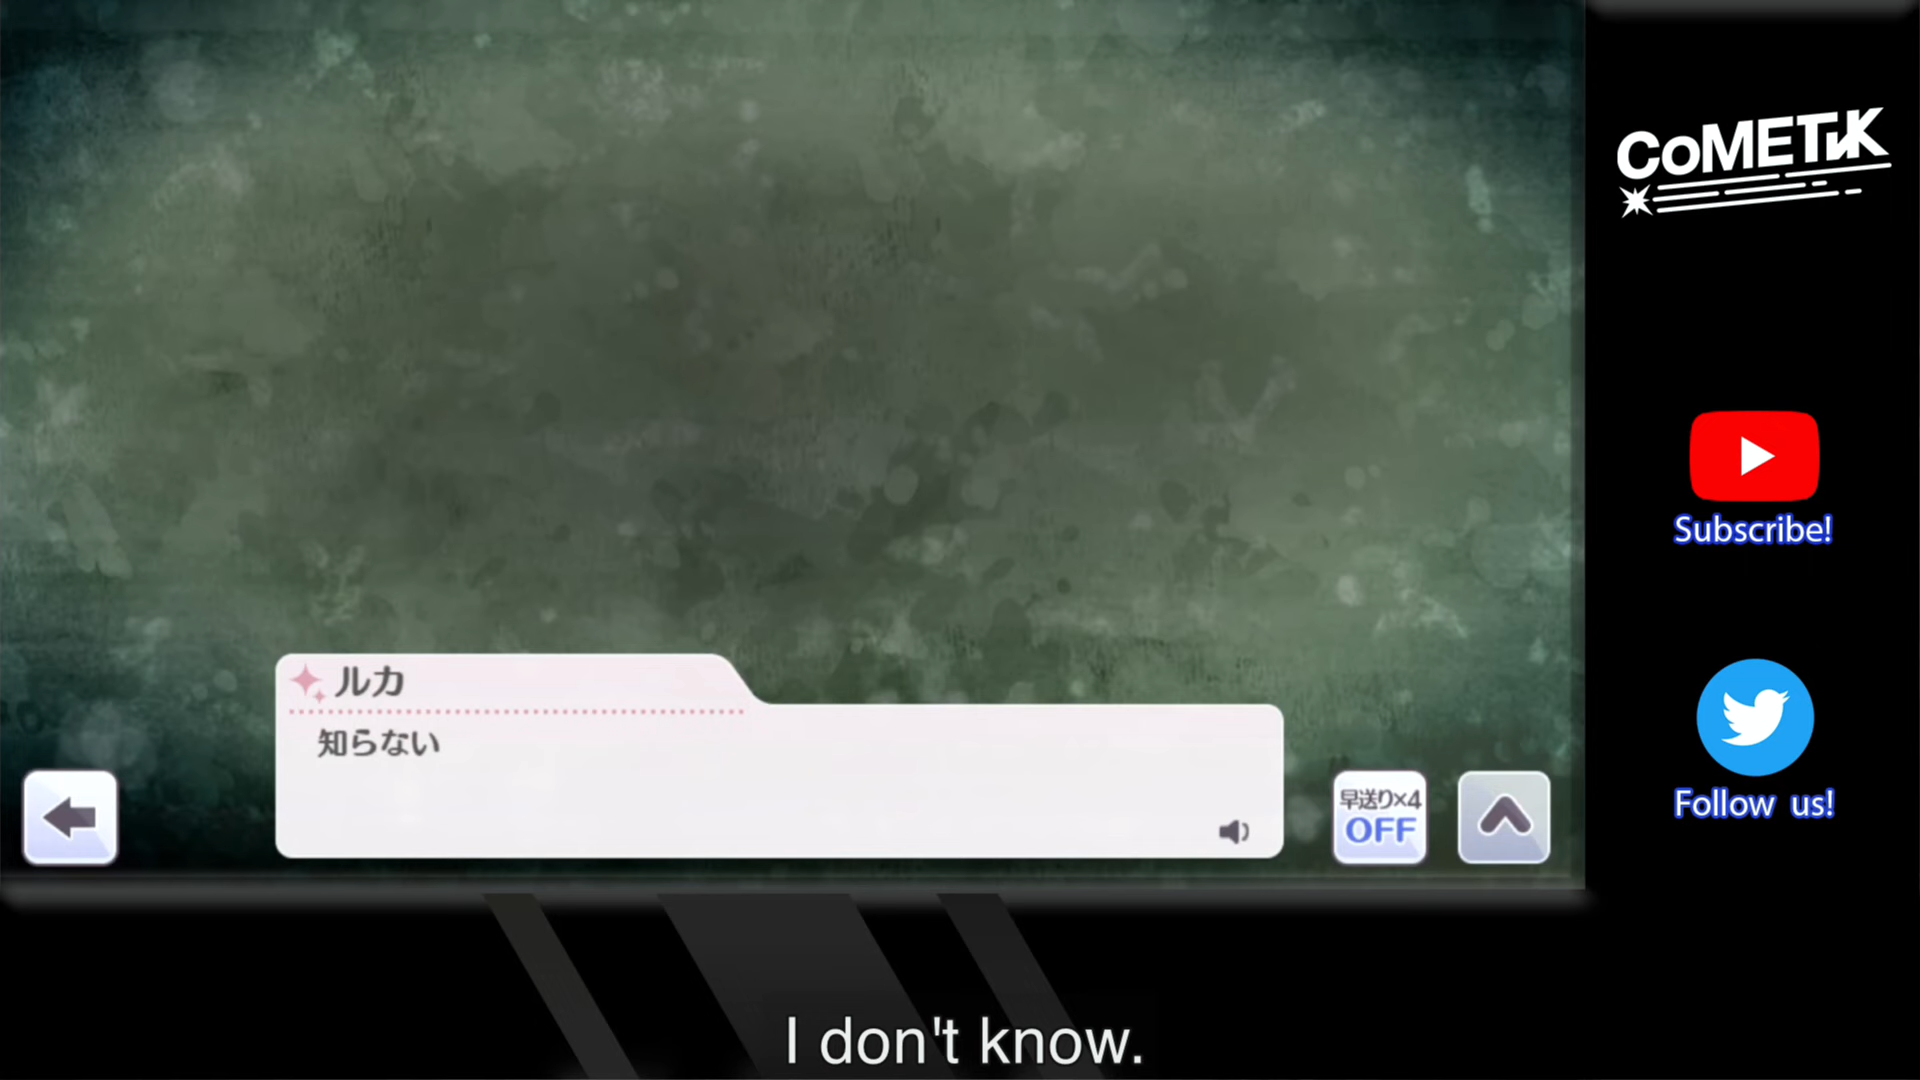 CoMETIK
Subscribe!
ルカ
知らない
早送り×4
OFF
Follow us!
I don't know.